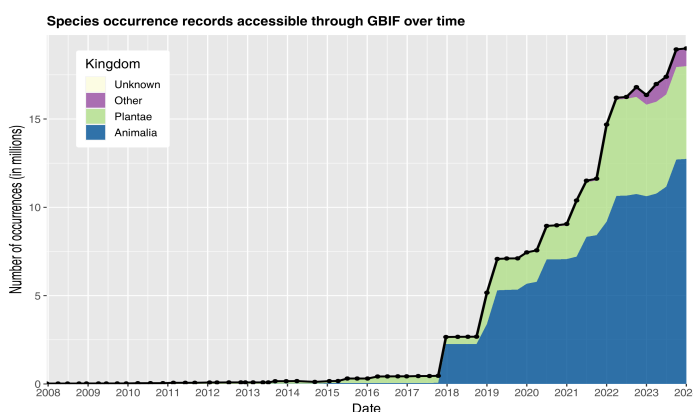 Species occurrence records accessible through GBIF over time
Kingdom
Unknown
Other
Plantae
Animalia
Number of occurrences (in millions)
15
10
5
0
2008 2009 2010 2011 2012 2013 2014 2015 2016 2017 2018 2019 2020 2021 2022 2023 202
Date